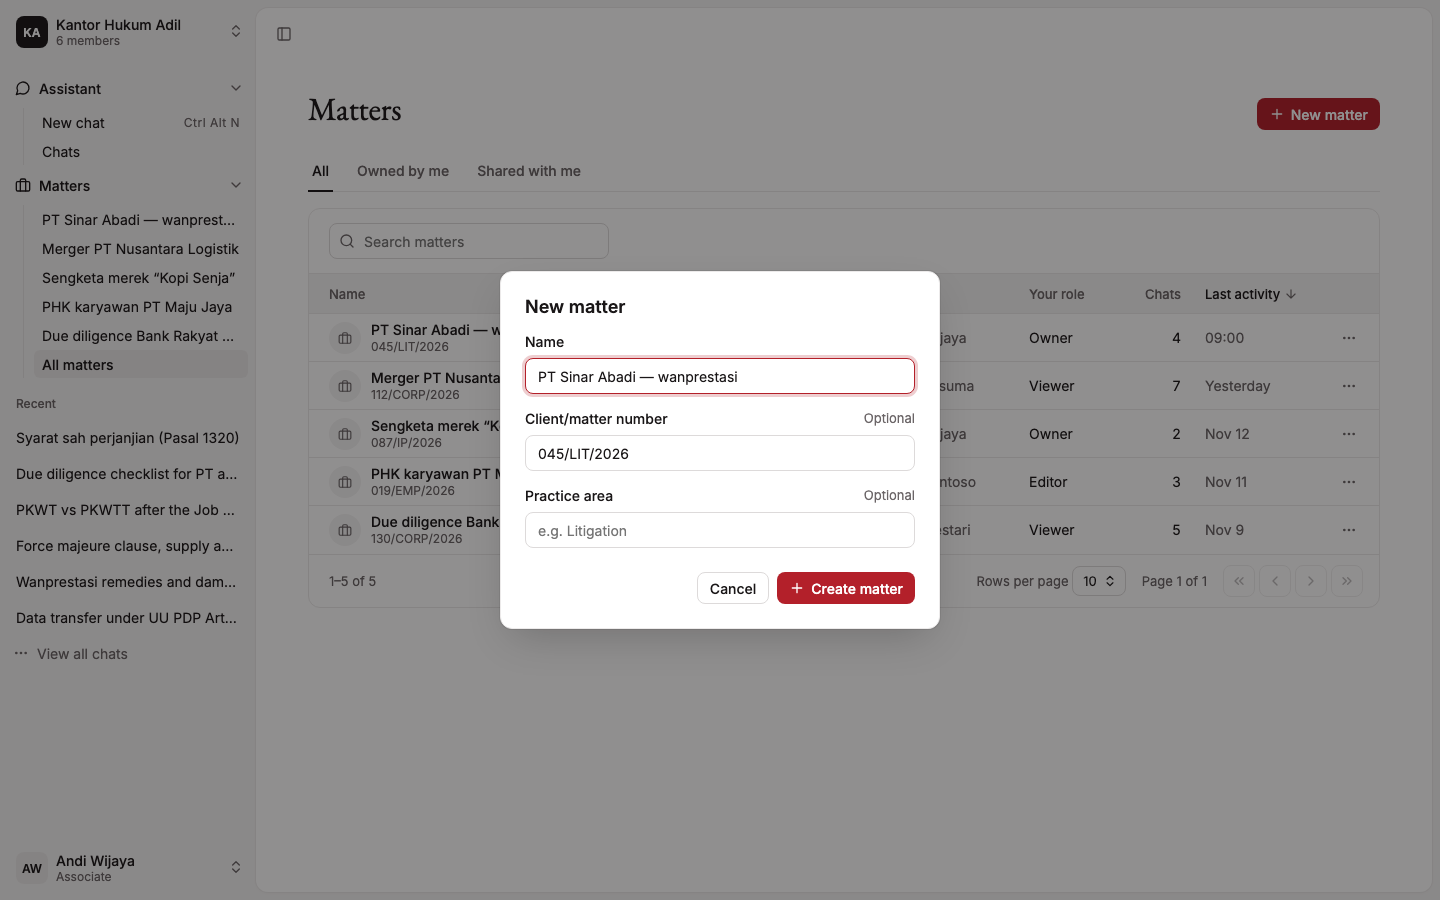 KA
Kantor Hukum Adil
6 members
Assistant
New chat
Ctrl Alt N
Chats
Matters
PT Sinar Abadi — wanprest...
Merger PT Nusantara Logistik
Sengketa merek “Kopi Senja”
PHK karyawan PT Maju Jaya
Due diligence Bank Rakyat ...
All matters
Recent
Syarat sah perjanjian (Pasal 1320)
Due diligence checklist for PT a...
PKWT vs PKWTT after the Job ...
Force majeure clause, supply a...
Wanprestasi remedies and dam...
Data transfer under UU PDP Art...
View all chats
AW
Andi Wijaya
Associate
Matters
New matter
All
Owned by me
Shared with me
Search matters
Name
Your role
Chats
Last activity
PT Sinar Abadi — w
045/LIT/2026
jaya
Owner
4
09:00
Merger PT Nusanta
112/CORP/2026
suma
Viewer
7
Yesterday
Sengketa merek “K
087/IP/2026
jaya
Owner
2
Nov 12
PHK karyawan PT M
019/EMP/2026
ntoso
Editor
3
Nov 11
Due diligence Bank
130/CORP/2026
estari
Viewer
5
Nov 9
1–5 of 5
Rows per page
10
Page 1 of 1
New matter
Name
PT Sinar Abadi — wanprestasi
Client/matter number
Optional
045/LIT/2026
Practice area
Optional
e.g. Litigation
Cancel
Create matter